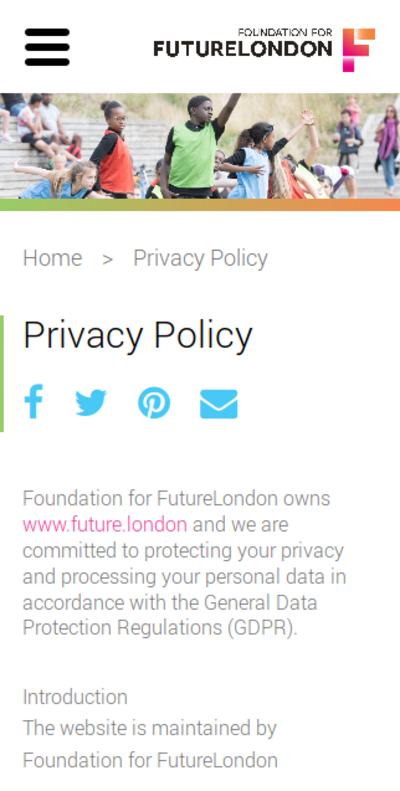 FOUNDATION FOR
FUTURELONDON
Home > Privacy Policy
Privacy Policy
Foundation for FutureLondon owns
www.future.london and we are
committed to protecting your privacy
and processing your personal data in
accordance with the General Data
Protection Regulations (GDPR).
Introduction
The website is maintained by
Foundation for FutureLondon